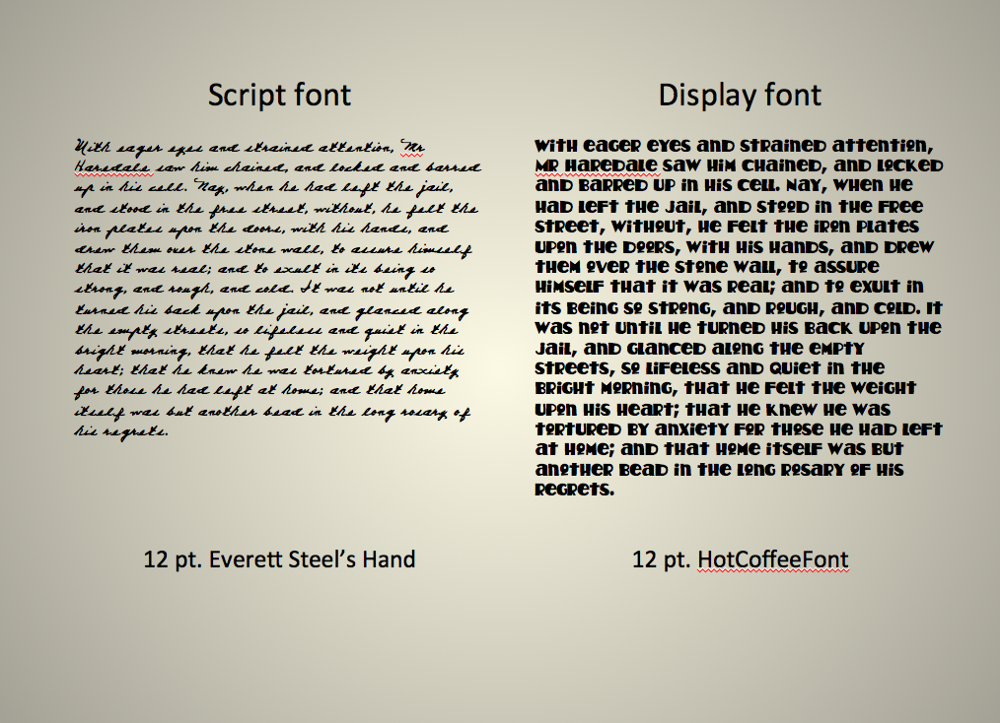 Script font
With eager eyes and strained attention, Mr
Haredale saw him chained, and locked and barred
up in his cell. Nay, when he had left the jail,
and stood in the free street, without, he felt the
iron plates upon the doors, with his hands, and
drew them over the stone wall, to assure himself
that it was real; and to exult in its being so
strong, and rough, and cold. It was not until he
turned his back upon the jail, and glanced along
the empty streets, so lifeless and quiet in the
bright morning, that he felt the weight upon his
heart; that he knew he was tortured by anxiety
for those he had left at home; and that home
itself was but another bead in the long rosary of
his regrets.
12 pt. Everett Steel’s Hand
Display font
With eager eyes and strained attention,
Mr Haredale saw him chained, and locked
and barred up in his cell. Nay, when he
had left the jail, and stood in the free
street, without, he felt the iron plates
upon the doors, with his hands, and drew
them over the stone wall, to assure
himself that it was real; and to exult in
its being so strong, and rough, and cold. It
was not until he turned his back upon the
jail, and glanced along the empty
streets, so lifeless and quiet in the
bright morning, that he felt the weight
upon his heart; that he knew he was
tortured by anxiety for those he had left
at home; and that home itself was but
another bead in the long rosary of his
regrets.
12 pt. HotCoffeeFont